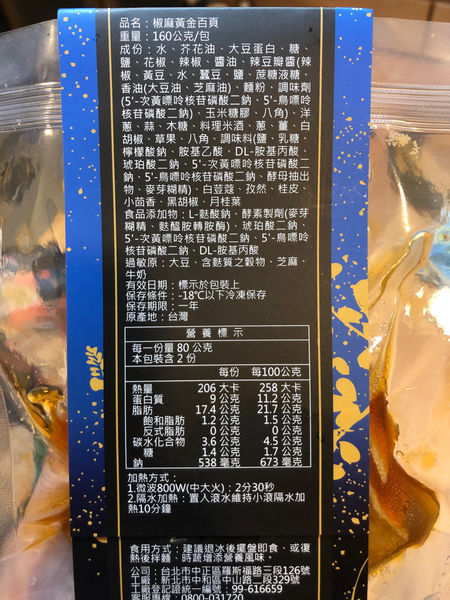 品名：椒麻黃金百頁
重量：160公克/包
成份：水、芥花油、大豆蛋白、糖、
鹽、花椒、辣椒、醬油、辣豆瓣醬(辣
椒、黃豆、水、蠶豆、鹽、蔗糖液糖、
香油(大豆油、芝麻油)、麵粉、調味劑
(5'-次黃嘌呤核苷磷酸二鈉、5'-鳥嘌呤
核苷磷酸二鈉)、玉米糖膠、八角)、洋
蔥、蒜、木糖、料理米酒、蔥、薑、白
胡椒、草果、八角、調味料(鹽、乳糖、
檸檬酸鈉、胺基乙酸、DL-胺基丙酸、
琥珀酸二鈉、5'-次黃嘌呤核苷磷酸二
鈉、5'-鳥嘌呤核苷磷酸二鈉、酵母抽出
物、麥芽糊精)、白荳蔻、孜然、桂皮、
小茴香、黑胡椒、月桂葉
食品添加物：L-麩酸鈉、酵素製劑(麥芽
糊精、麩醯胺轉胺酶)、琥珀酸二鈉、
5'-次黃嘌呤核苷磷酸二鈉、5'-鳥嘌呤
核苷磷酸二鈉、DL-胺基丙酸
過敏原：大豆、含麩質之穀物、芝麻、
牛奶
有效日期：標示於包裝上
保存條件：-18℃以下冷凍保存
保存期限：一年
原產地：台灣
營養標示
每一份量 80 公克
本包裝含 2 份
每份 每100公克
熱量 206 大卡 258 大卡
蛋白質 9 公克 11.2 公克
脂肪 17.4 公克 21.7 公克
飽和脂肪 1.2 公克 1.5 公克
反式脂肪 0 公克 0 公克
碳水化合物 3.6 公克 4.5 公克
糖 1.4 公克 1.7 公克
鈉 538 毫克 673 毫克
加熱方式：
1.微波800W(中大火)：2分30秒
2.隔水加熱：置入滾水維持小滾隔水加
熱10分鐘
食用方式：建議退冰後擺盤即食、或復
熱後拌麵、時蔬增添營養風味。
公司：台北市中正區羅斯福路三段126號
工廠：新北市中和區中山路二段329號
工廠登記證統一編號：99-616659
客服專線：0800-031720